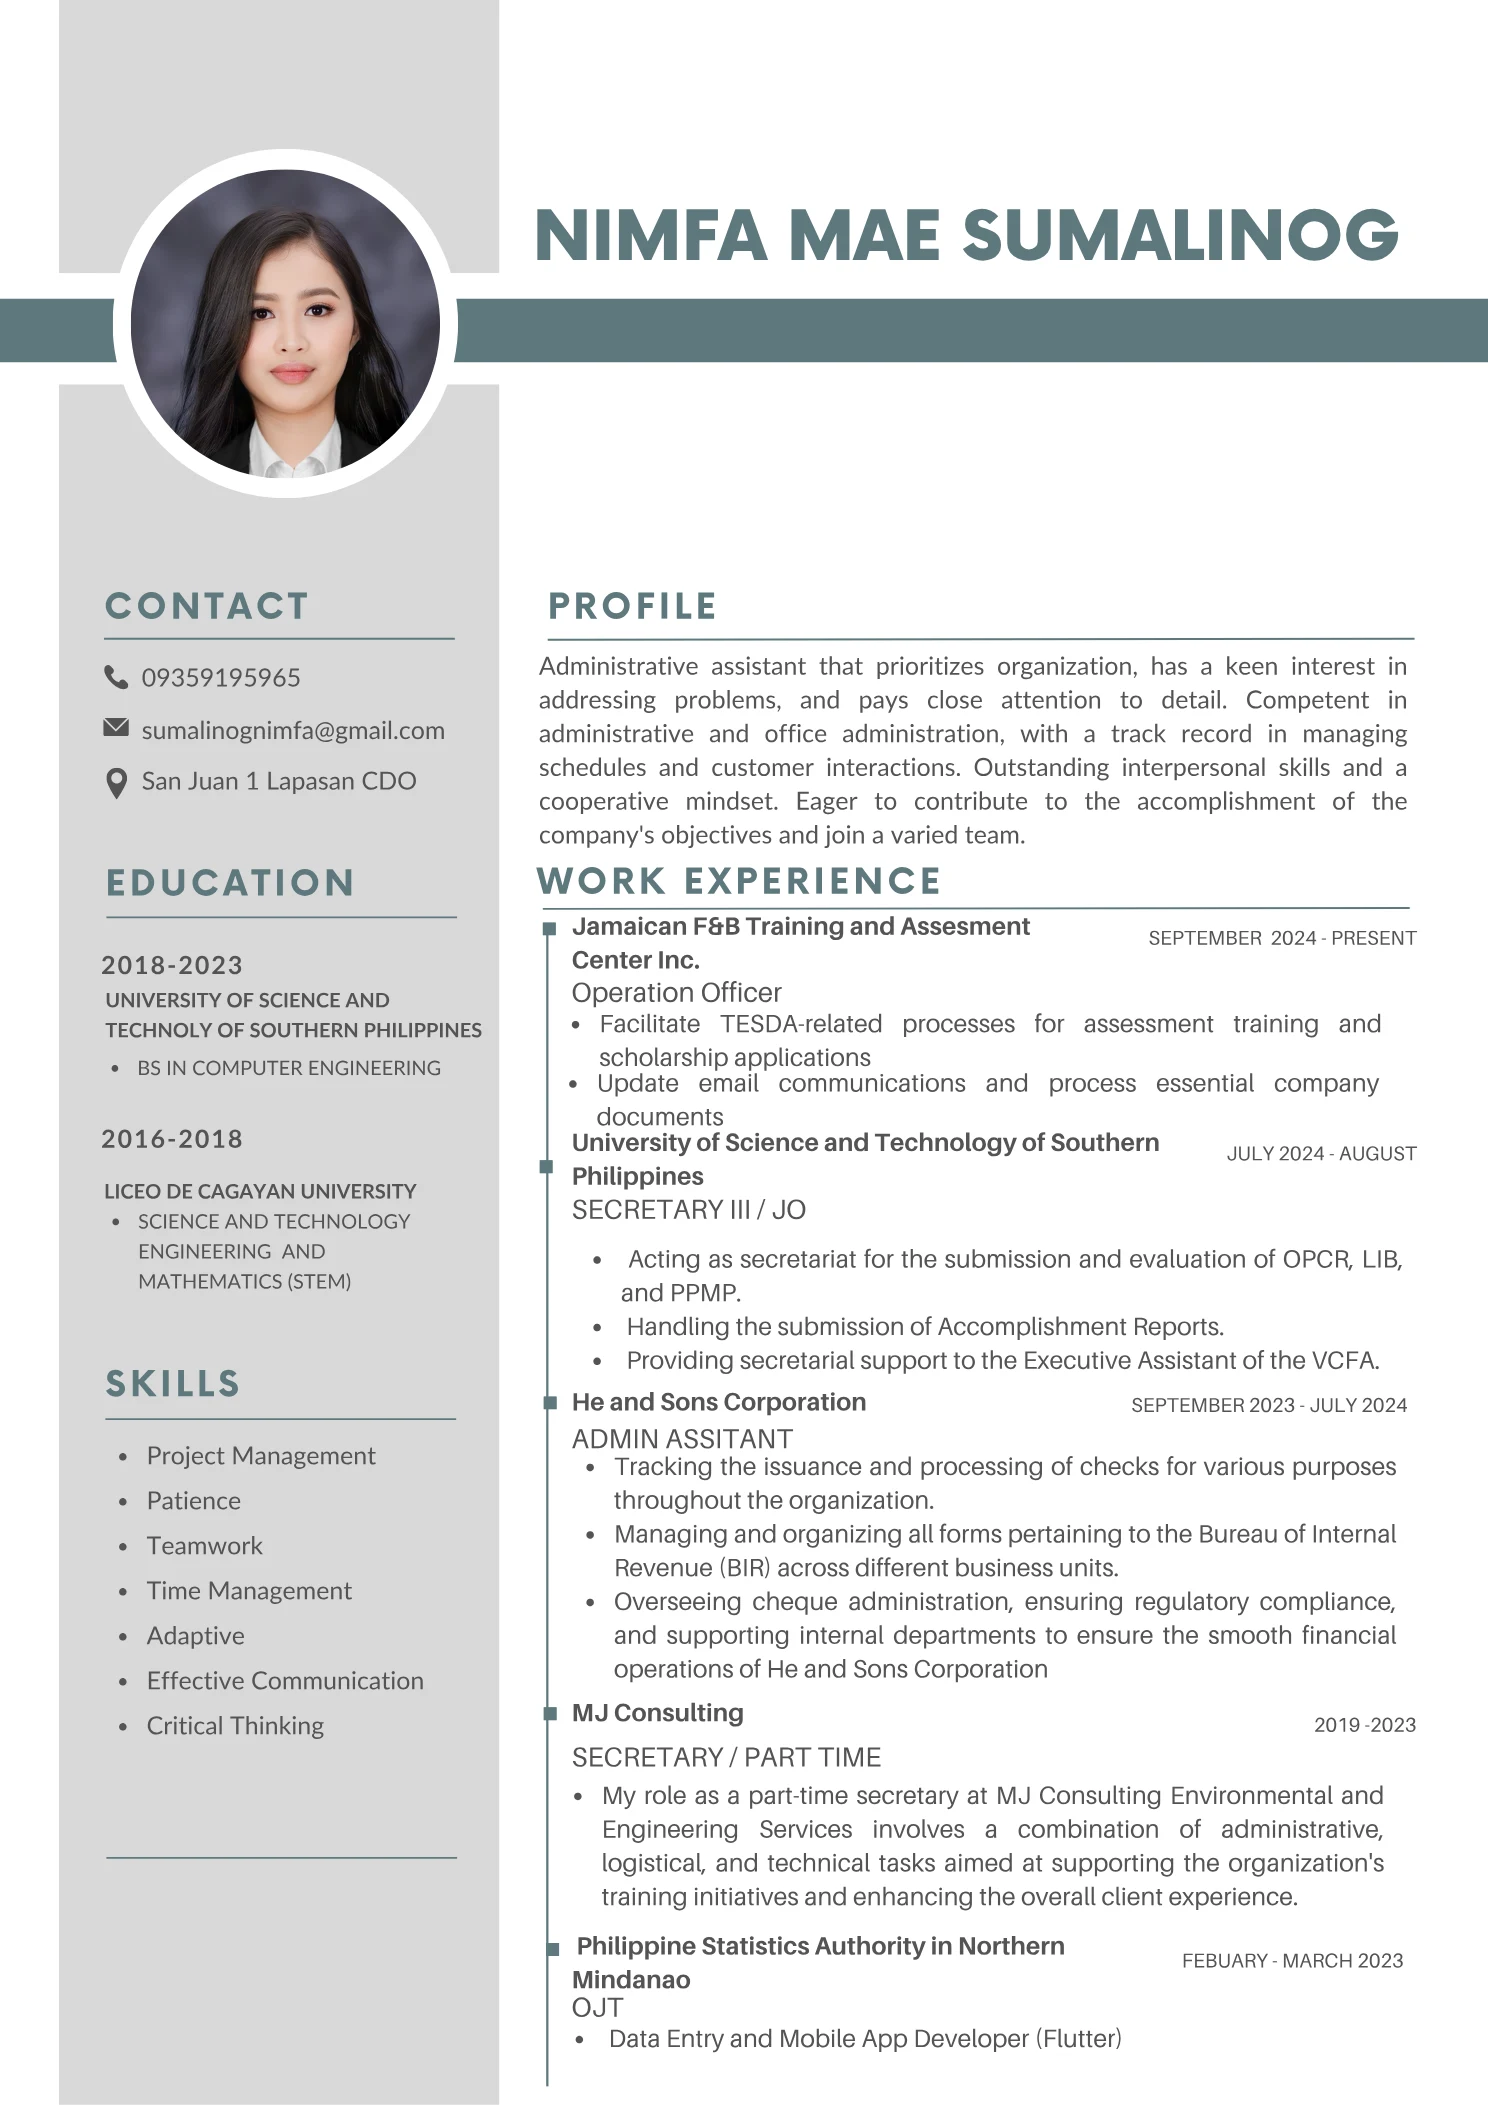 NIMFA MAE SUMALINOG
CONTACT
09359195965
sumalinognimfa@gmail.com
San Juan 1 Lapasan CDO
EDUCATION
2018-2023
UNIVERSITY OF SCIENCE AND
TECHNOLY OF SOUTHERN PHILIPPINES
• BS IN COMPUTER ENGINEERING
2016-2018
LICEO DE CAGAYAN UNIVERSITY
• SCIENCE AND TECHNOLOGY
ENGINEERING AND
MATHEMATICS (STEM)
SKILLS
• Project Management
• Patience
• Teamwork
• Time Management
• Adaptive
• Effective Communication
• Critical Thinking
PROFILE
Administrative assistant that prioritizes organization, has a keen interest in
addressing problems, and pays close attention to detail. Competent in
administrative and office administration, with a track record in managing
schedules and customer interactions. Outstanding interpersonal skills and a
cooperative mindset. Eager to contribute to the accomplishment of the
company's objectives and join a varied team.
WORK EXPERIENCE
Jamaican F&B Training and Assesment
Center Inc.
SEPTEMBER 2024 - PRESENT
Operation Officer
• Facilitate TESDA-related processes for assessment training and
scholarship applications
• Update email communications and process essential company
documents
University of Science and Technology of Southern
Philippines
JULY 2024 - AUGUST
SECRETARY III / JO
• Acting as secretariat for the submission and evaluation of OPCR, LIB,
and PPMP.
• Handling the submission of Accomplishment Reports.
• Providing secretarial support to the Executive Assistant of the VCFA.
He and Sons Corporation
SEPTEMBER 2023 - JULY 2024
ADMIN ASSITANT
• Tracking the issuance and processing of checks for various purposes
throughout the organization.
• Managing and organizing all forms pertaining to the Bureau of Internal
Revenue (BIR) across different business units.
• Overseeing cheque administration, ensuring regulatory compliance,
and supporting internal departments to ensure the smooth financial
operations of He and Sons Corporation
MJ Consulting
2019 -2023
SECRETARY / PART TIME
• My role as a part-time secretary at MJ Consulting Environmental and
Engineering Services involves a combination of administrative,
logistical, and technical tasks aimed at supporting the organization's
training initiatives and enhancing the overall client experience.
Philippine Statistics Authority in Northern
Mindanao
FEBUARY - MARCH 2023
OJT
• Data Entry and Mobile App Developer (Flutter)